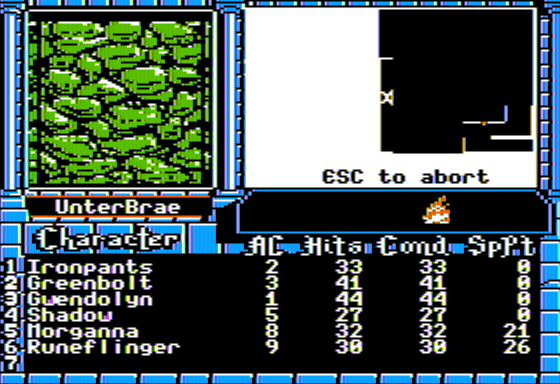 ESC to abort
UnterBrae
Character AC Hits Cond SpPt
1 Ironpants 2 33 33 0
2 Greenbolt 3 41 41 0
3 Gwendolyn 1 44 44 0
4 Shadow 5 27 27 0
5 Morganna 8 32 32 21
6 Runeflinger 9 30 30 26
7